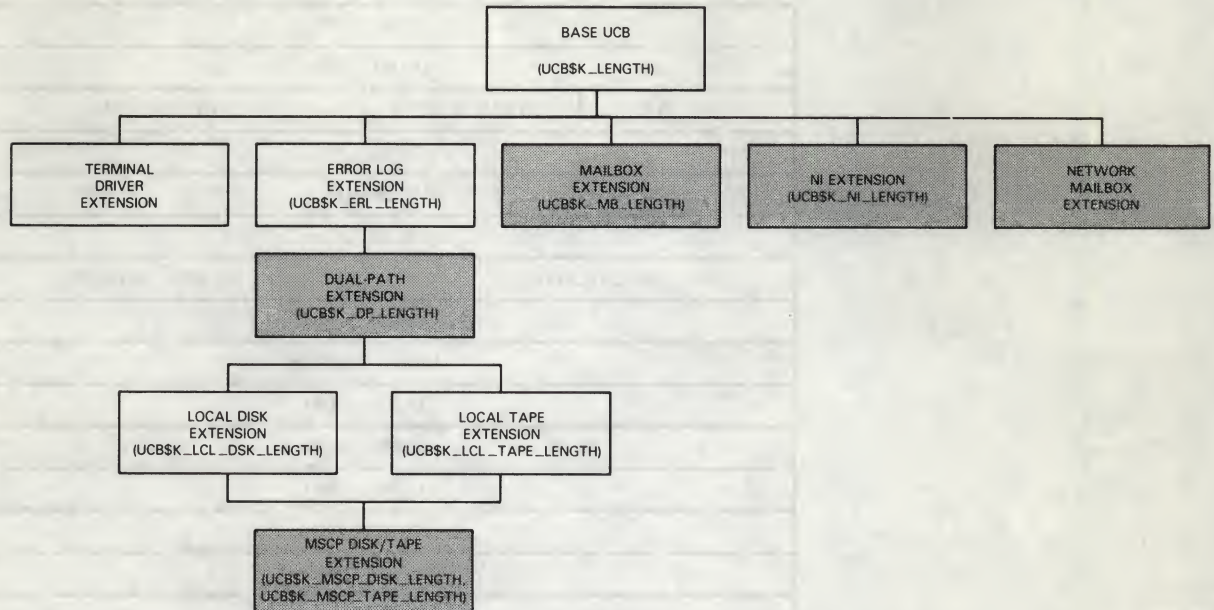 BASE UCB
(UCB$K_LENGTH)
TERMINAL
DRIVER
EXTENSION
ERROR LOG
EXTENSION
(UCB$K_ERL_LENGTH)
MAILBOX
EXTENSION
(UCB$K_MB_LENGTH)
NI EXTENSION
(UCB$K_NI_LENGTH)
NETWORK
MAILBOX
EXTENSION
DUAL-PATH
EXTENSION
(UCB$K_DP_LENGTH)
LOCAL DISK
EXTENSION
(UCB$K_LCL_DSK_LENGTH)
LOCAL TAPE
EXTENSION
(UCB$K_LCL_TAPE_LENGTH)
MSCP DISK/TAPE
EXTENSION
(UCB$K_MSCP_DISK_LENGTH,
UCB$K_MSCP_TAPE_LENGTH)